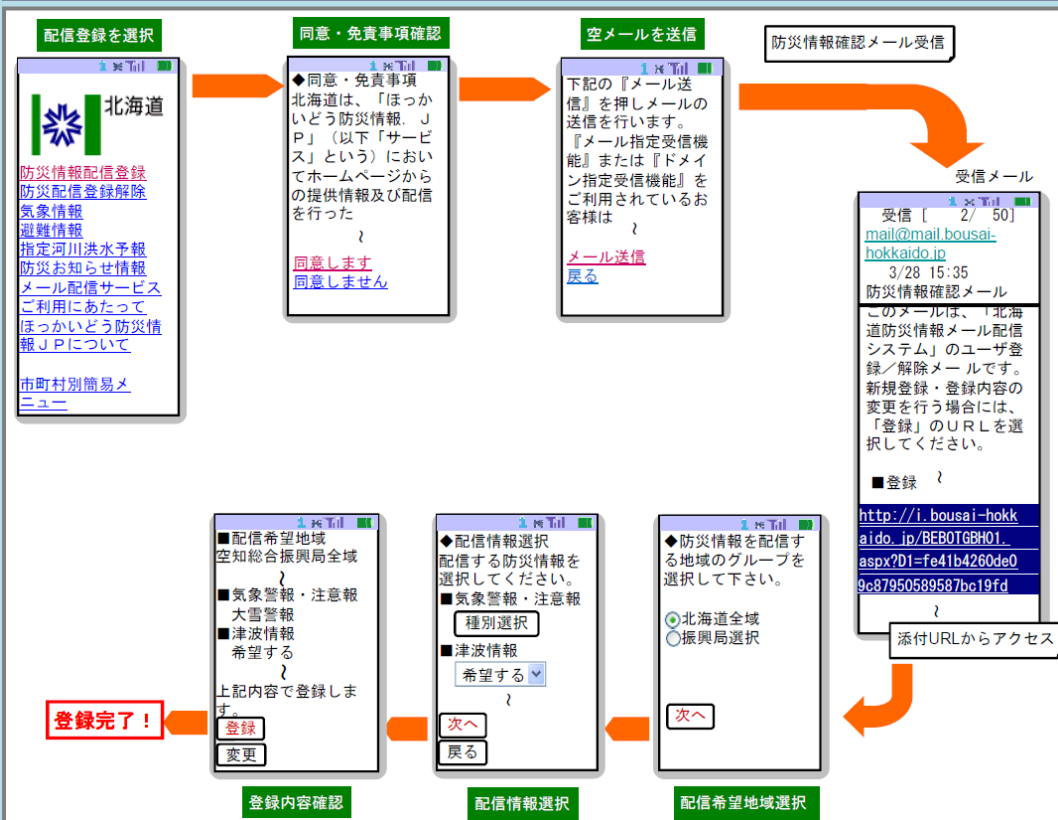 配信登録を選択
北海道
防災情報配信登録
防災配信登録解除
気象情報
避難情報
指定河川洪水予報
防災お知らせ情報
メール配信サービス
ご利用にあたって
ほっかいどう防災情
報JPについて
市町村別簡易メ
ニュー
同意・免責事項確認
◆同意・免責事項
北海道は、「ほっか
いどう防災情報．J
P」（以下「サービ
ス」という）におい
てホームページから
の提供情報及び配信
を行った
~
同意します
同意しません
空メールを送信
下記の『メール送
信』を押しメールの
送信を行います。
『メール指定受信機
能』または『ドメイ
ン指定受信機能』を
ご利用されているお
客様は
~
メール送信
戻る
防災情報確認メール受信
受信メール
受信 [ 2/ 50]
mail@mail.bousai-
hokkaido.jp
3/28 15:35
防災情報確認メール
このメールは、「北海
道防災情報メール配信
システム」のユーザ登
録／解除メールです。
新規登録・登録内容の
変更を行う場合には、
「登録」のURLを選
択してください。
~
■登録
http://i.bousai-hokk
aido.jp/BEBOTGBH01.
aspx?D1=fe41b4260de0
9c87950589587bc19fd
~
添付URLからアクセス
◆防災情報を配信す
る地域のグループを
選択して下さい。
北海道全域
振興局選択
次へ
配信希望地域選択
◆配信情報選択
配信する防災情報を
選択してください。
■気象警報・注意報
種別選択
■津波情報
希望する
~
次へ
戻る
配信情報選択
■配信希望地域
空知総合振興局全域
~
■気象警報・注意報
大雪警報
■津波情報
希望する
~
上記内容で登録しま
す。
登録
変更
登録内容確認
登録完了！